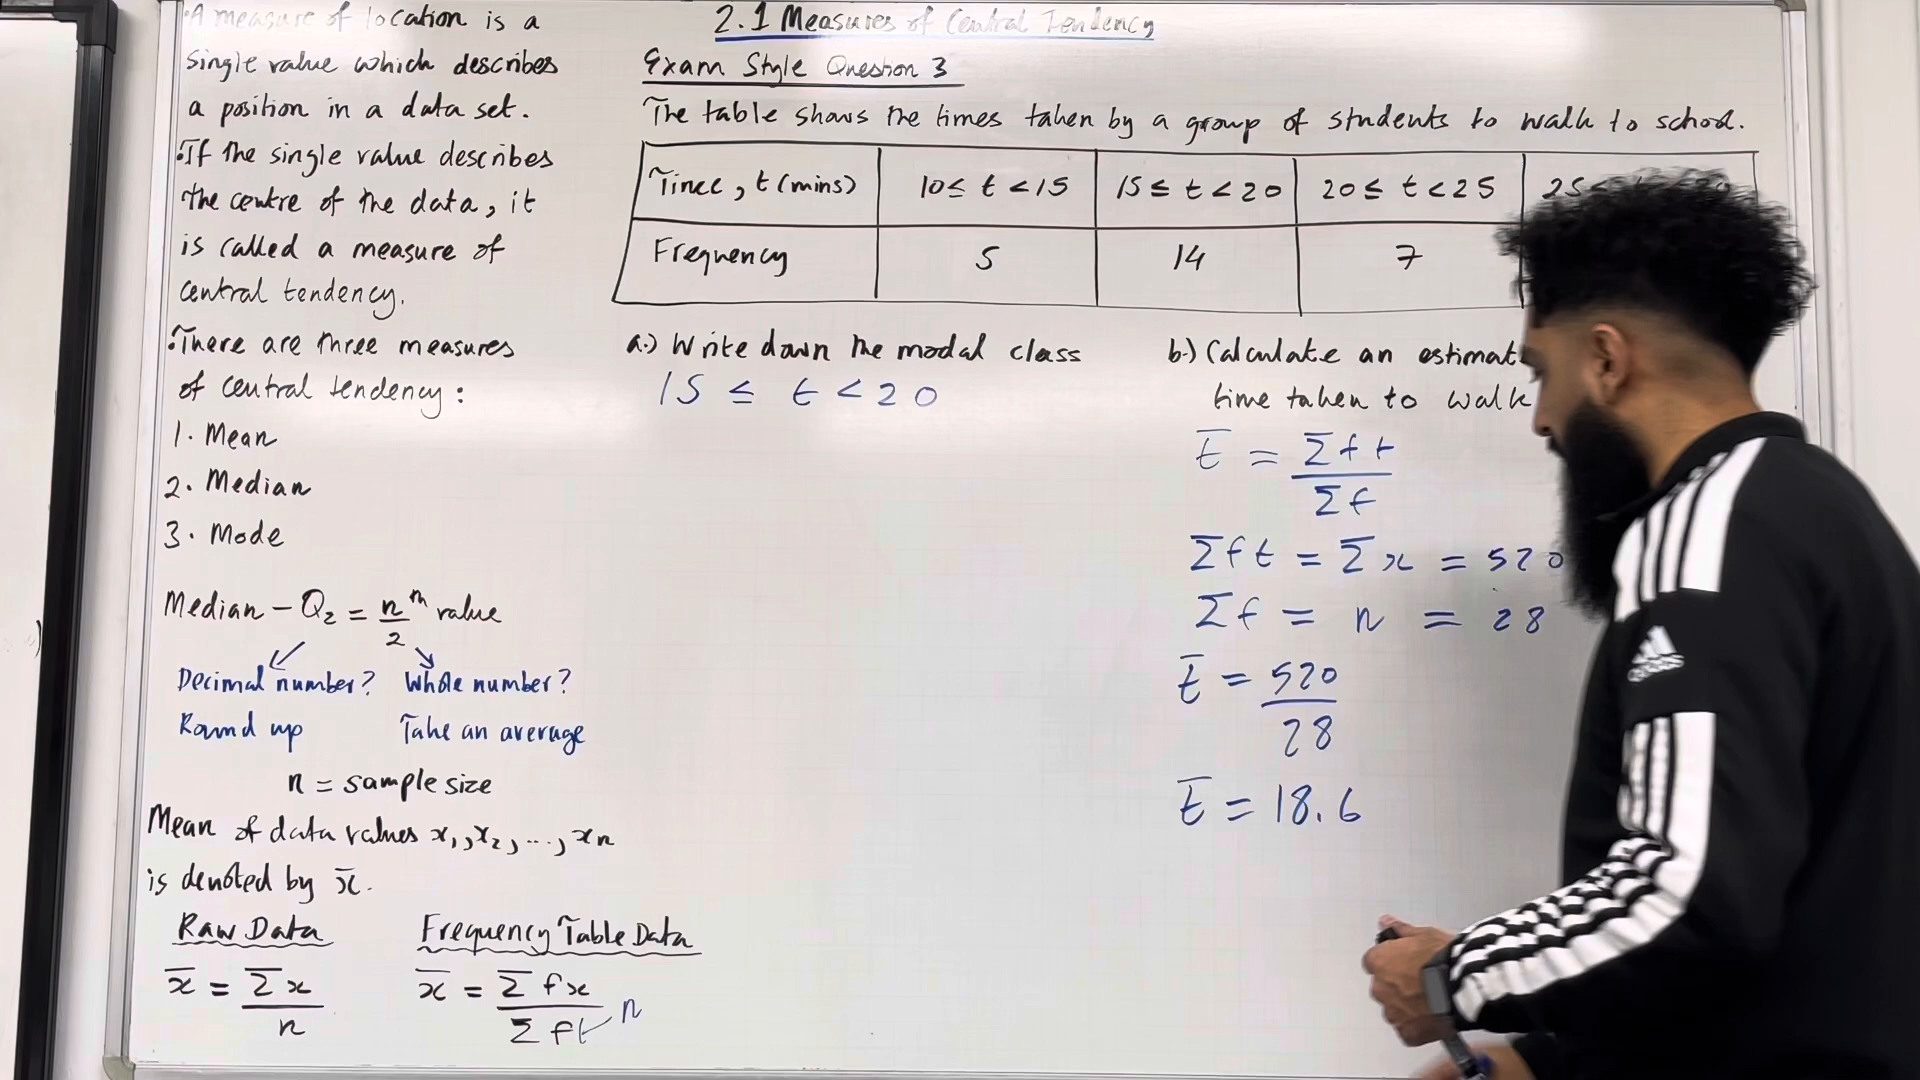 ·A measure of location is a
single value which describes
a position in a data set.
·If the single value describes
the centre of the data, it
is called a measure of
central tendency.
·There are three measures
of central tendency:
1. Mean
2. Median
3. Mode
Median – Q₂ = n/2 th value
Decimal number? Whole number?
Round up Take an average
n = sample size
Mean of data values x₁, x₂, ..., xn
is denoted by x̄.
Raw Data Frequency Table Data
x̄ = Σx/n x̄ = Σfx/Σf n
2.1 Measures of Central Tendency
Exam Style Question 3
The table shows the times taken by a group of students to walk to school.
Time, t (mins) 10 ≤ t < 15 15 ≤ t < 20 20 ≤ t < 25 25
Frequency 5 14 7
a.) Write down the modal class
15 ≤ t < 20
b.) Calculate an
time taken to walk
t̄ = Σft/Σf
Σft = Σx = 520
Σf = n = 28
t̄ = 520/28
t̄ = 18.6
adidas